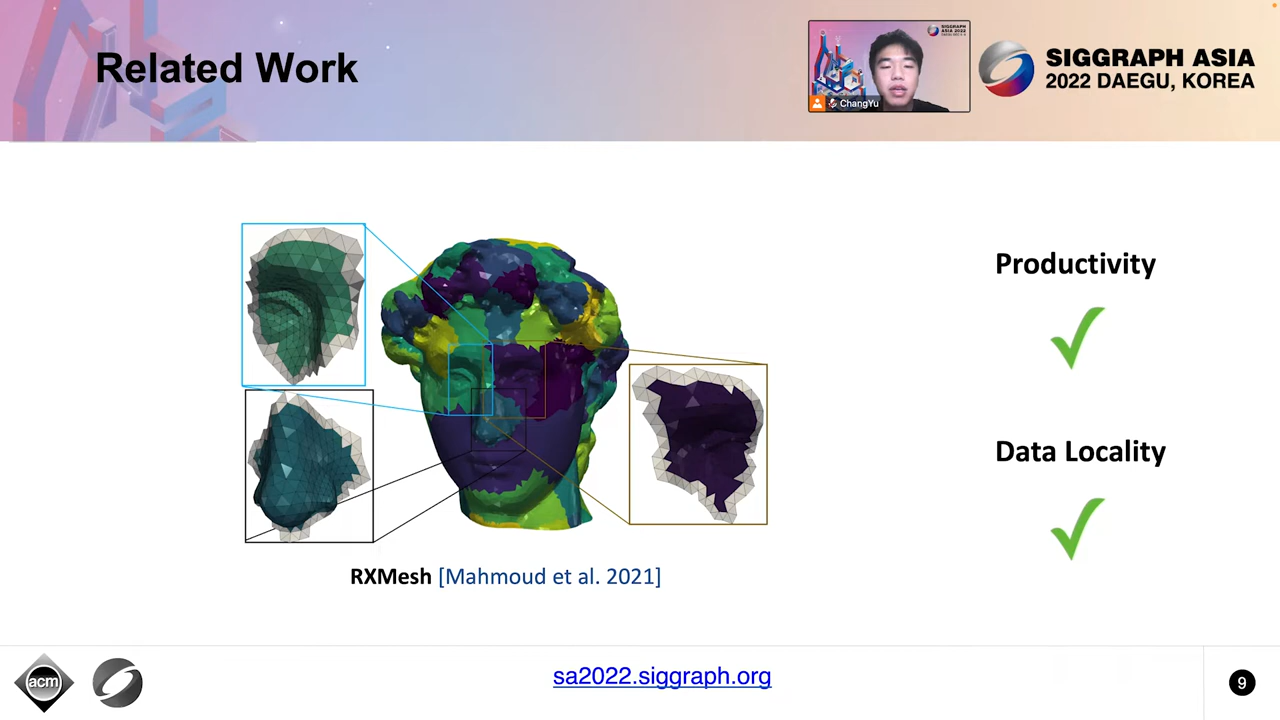 Related Work
ChangYu
SIGGRAPH ASIA
2022 DAEGU, KOREA
Productivity
Data Locality
RXMesh [Mahmoud et al. 2021]
acm
sa2022.siggraph.org
9